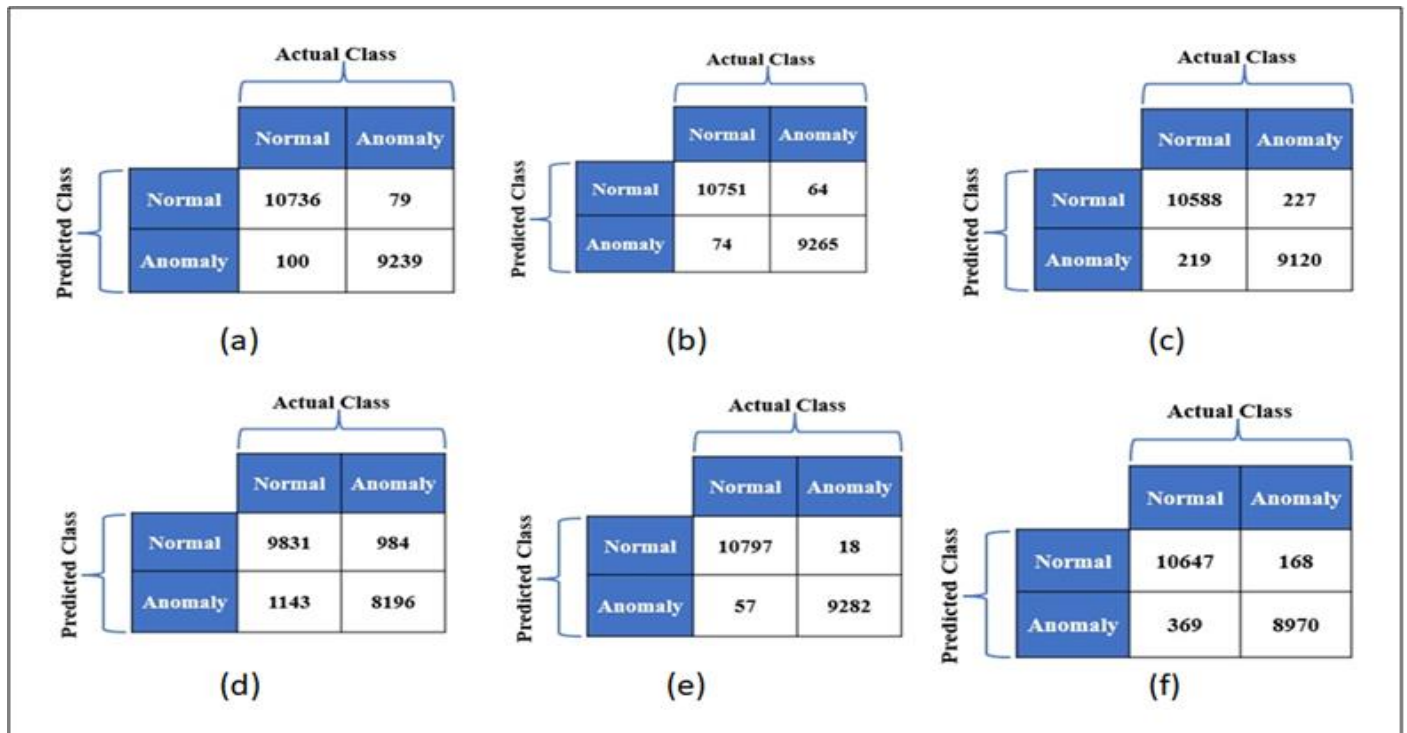 Actual Class
Normal Anomaly
Predicted Class
Normal 10736 79
Anomaly 100 9239
(a)
Actual Class
Normal Anomaly
Predicted Class
Normal 10751 64
Anomaly 74 9265
(b)
Actual Class
Normal Anomaly
Predicted Class
Normal 10588 227
Anomaly 219 9120
(c)
Actual Class
Normal Anomaly
Predicted Class
Normal 9831 984
Anomaly 1143 8196
(d)
Actual Class
Normal Anomaly
Predicted Class
Normal 10797 18
Anomaly 57 9282
(e)
Actual Class
Normal Anomaly
Predicted Class
Normal 10647 168
Anomaly 369 8970
(f)